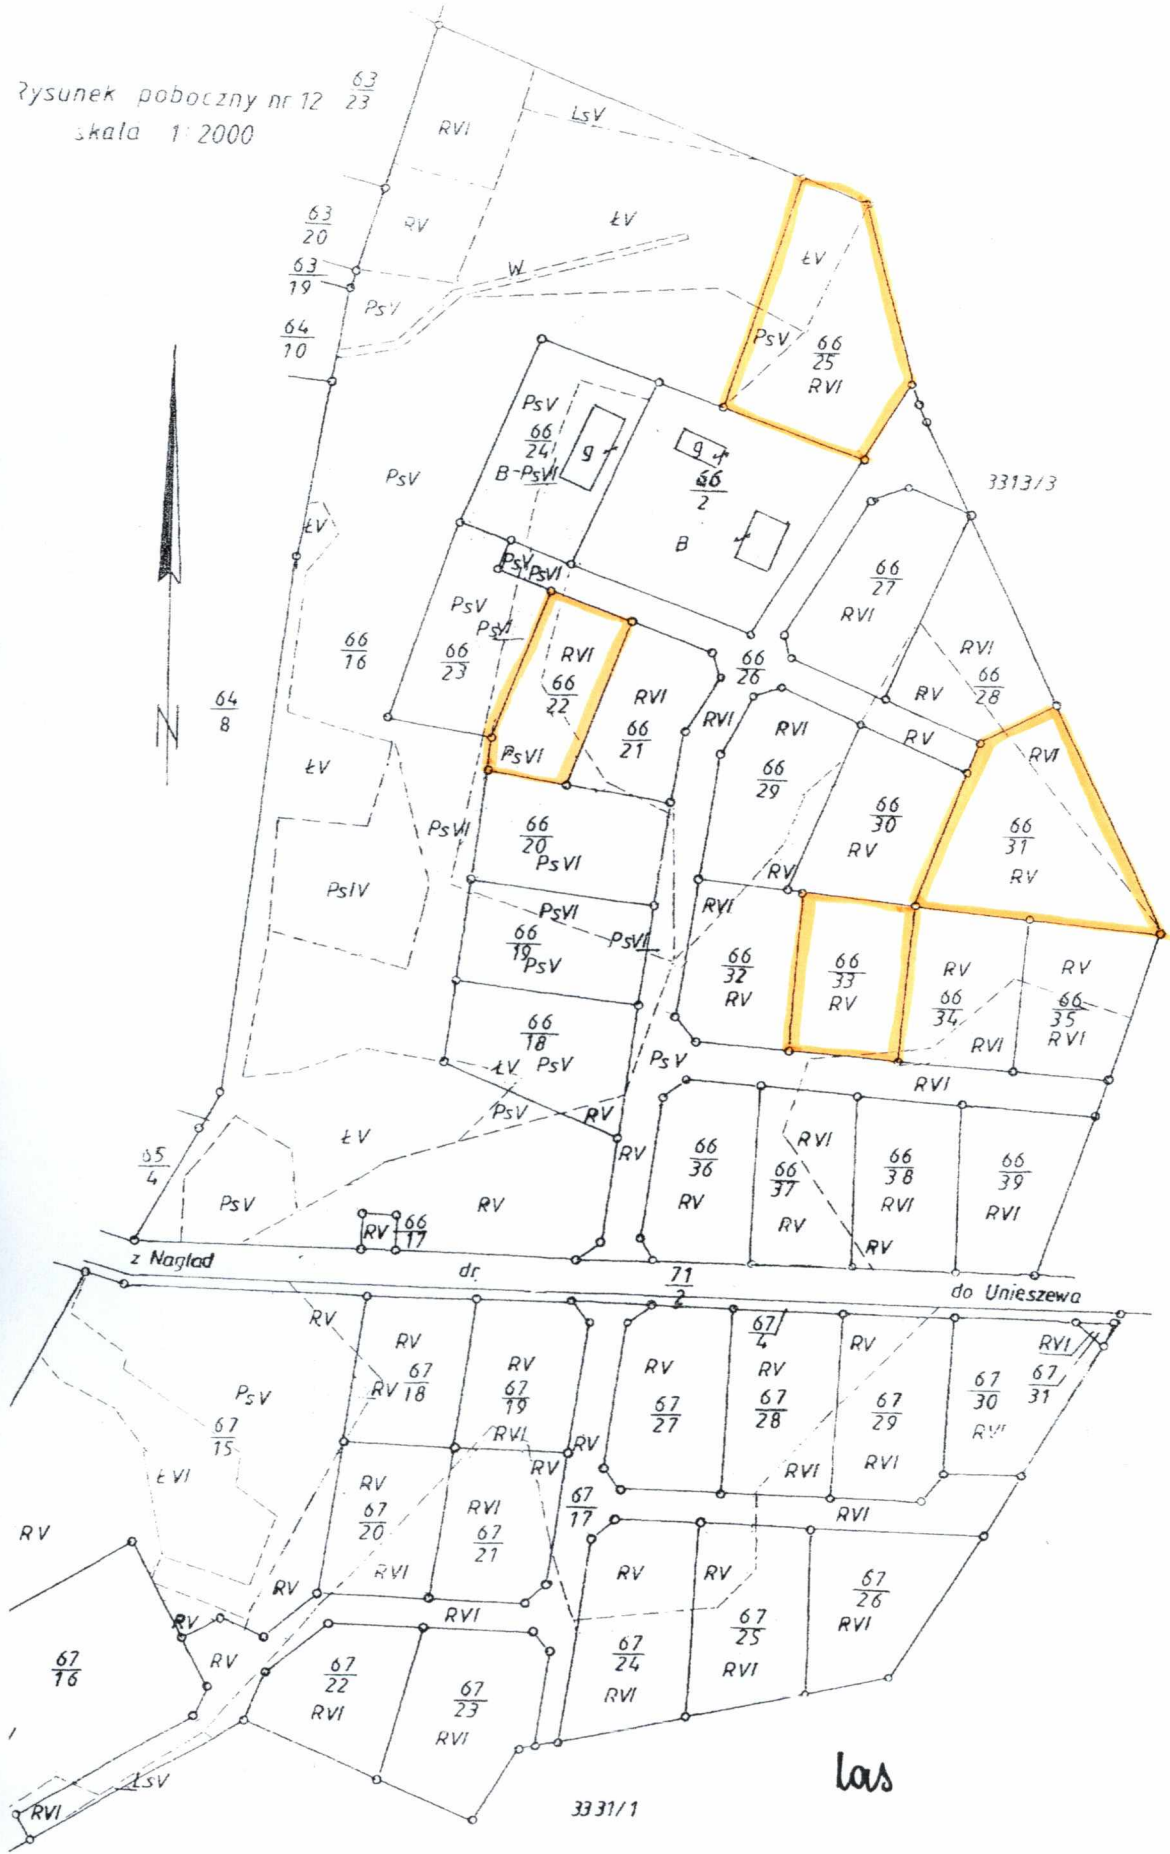 Rysunek poboczny nr 12
skala 1:2000
63/23
RVI
LsV
63/20
RV
ŁV
ŁV
63/19
W
PsV
64/10
PsV
66/25
RVI
PsV
66/24
B-PsVI
g
g
66/2
B
PsV
3313/3
ŁV
PsV
PsVI
66/27
RVI
PsV
PsVI
66/16
66/23
RVI
66/22
PsVI
66/26
RVI
66/28
RV
64/8
N
RVI
66/21
RVI
RVI
RV
RVI
ŁV
66/29
66/30
RV
66/31
RV
PsVI
66/20
PsVI
RV
PsIV
PsVI
RVI
66/19
PsV
PsVI
66/32
RV
66/33
RV
RV
66/34
RVI
RV
66/35
RVI
66/18
PsV
ŁV
PsV
PsV
RVI
RV
ŁV
RV
65/4
66/36
RV
RVI
66/37
RV
66/38
RVI
RV
66/39
RVI
PsV
RV
RV
66/17
z Naglad
dr.
71/2
do Unieszewa
RV
RV
67/18
RV
RV
67/19
RVI
RV
67/27
67/4
RV
67/28
RVI
RV
67/29
RVI
67/30
RVI
RVI
67/31
PsV
67/15
ŁVI
RV
RV
RV
67/20
RVI
RVI
67/21
67/17
RVI
RV
RV
RV
67/26
RVI
RV
RVI
RV
67/16
67/22
RVI
67/23
RVI
67/24
RVI
67/25
RVI
LsV
RVI
3331/1
las